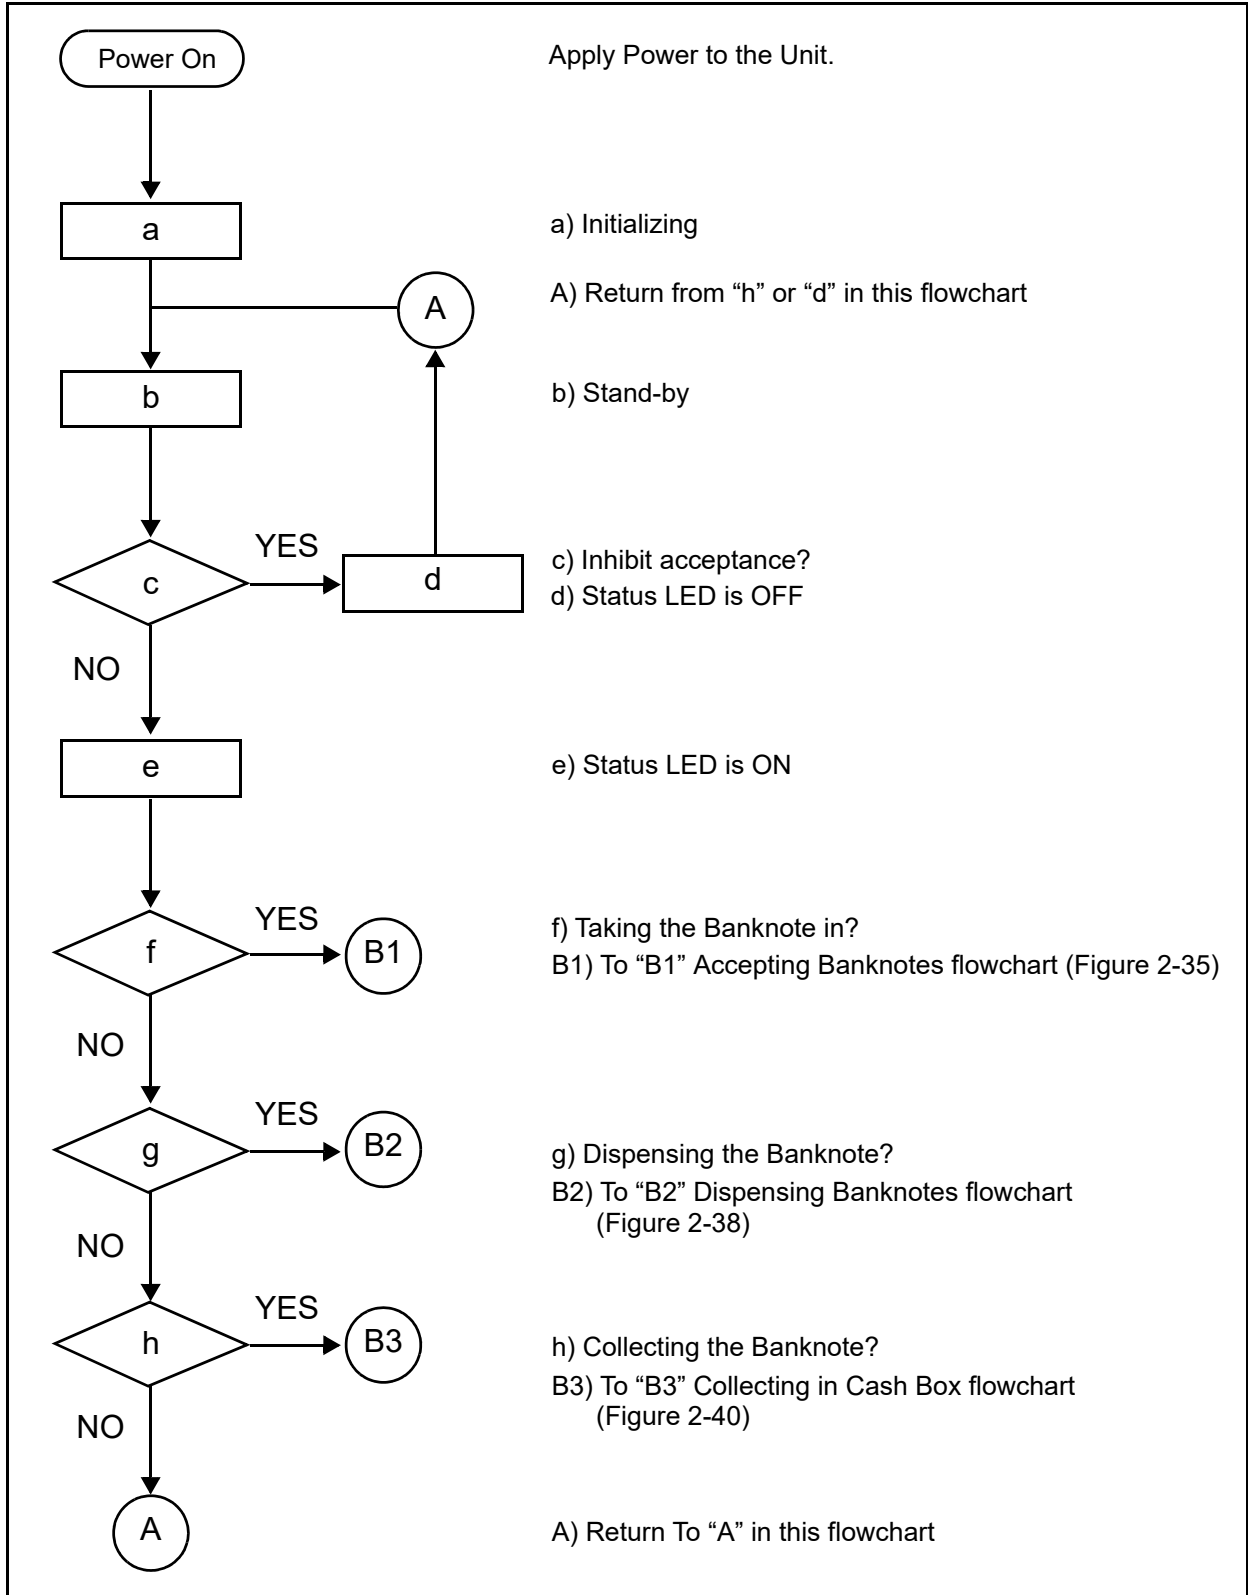 Power On
Apply Power to the Unit.
a
a) Initializing
A
A) Return from “h” or “d” in this flowchart
b
b) Stand-by
YES
c
d
c) Inhibit acceptance?
d) Status LED is OFF
NO
e
e) Status LED is ON
YES
f
B1
f) Taking the Banknote in?
B1) To “B1” Accepting Banknotes flowchart (Figure 2-35)
NO
YES
g
B2
g) Dispensing the Banknote?
B2) To “B2” Dispensing Banknotes flowchart
(Figure 2-38)
NO
YES
h
B3
h) Collecting the Banknote?
B3) To “B3” Collecting in Cash Box flowchart
(Figure 2-40)
NO
A
A) Return To “A” in this flowchart